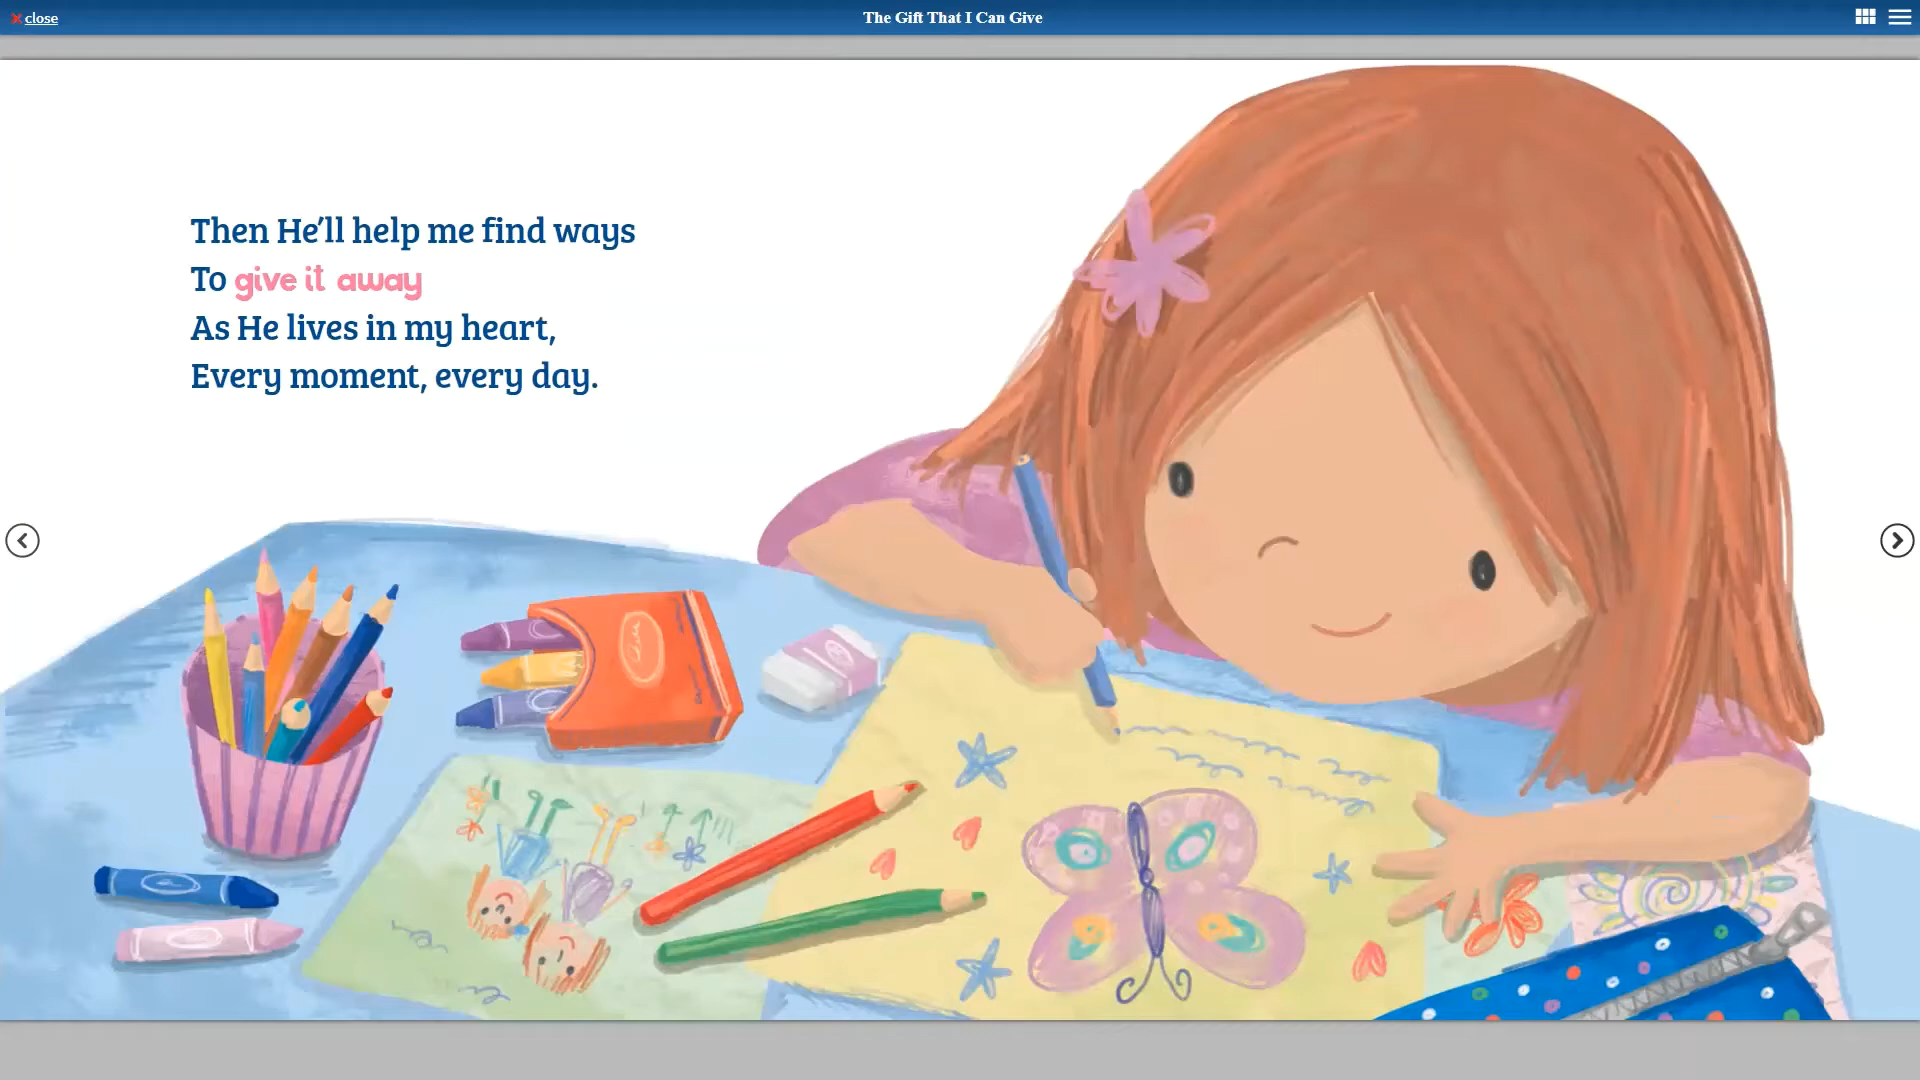 close
The Gift That I Can Give
Then He'll help me find ways
To give it away
As He lives in my heart,
Every moment, every day.